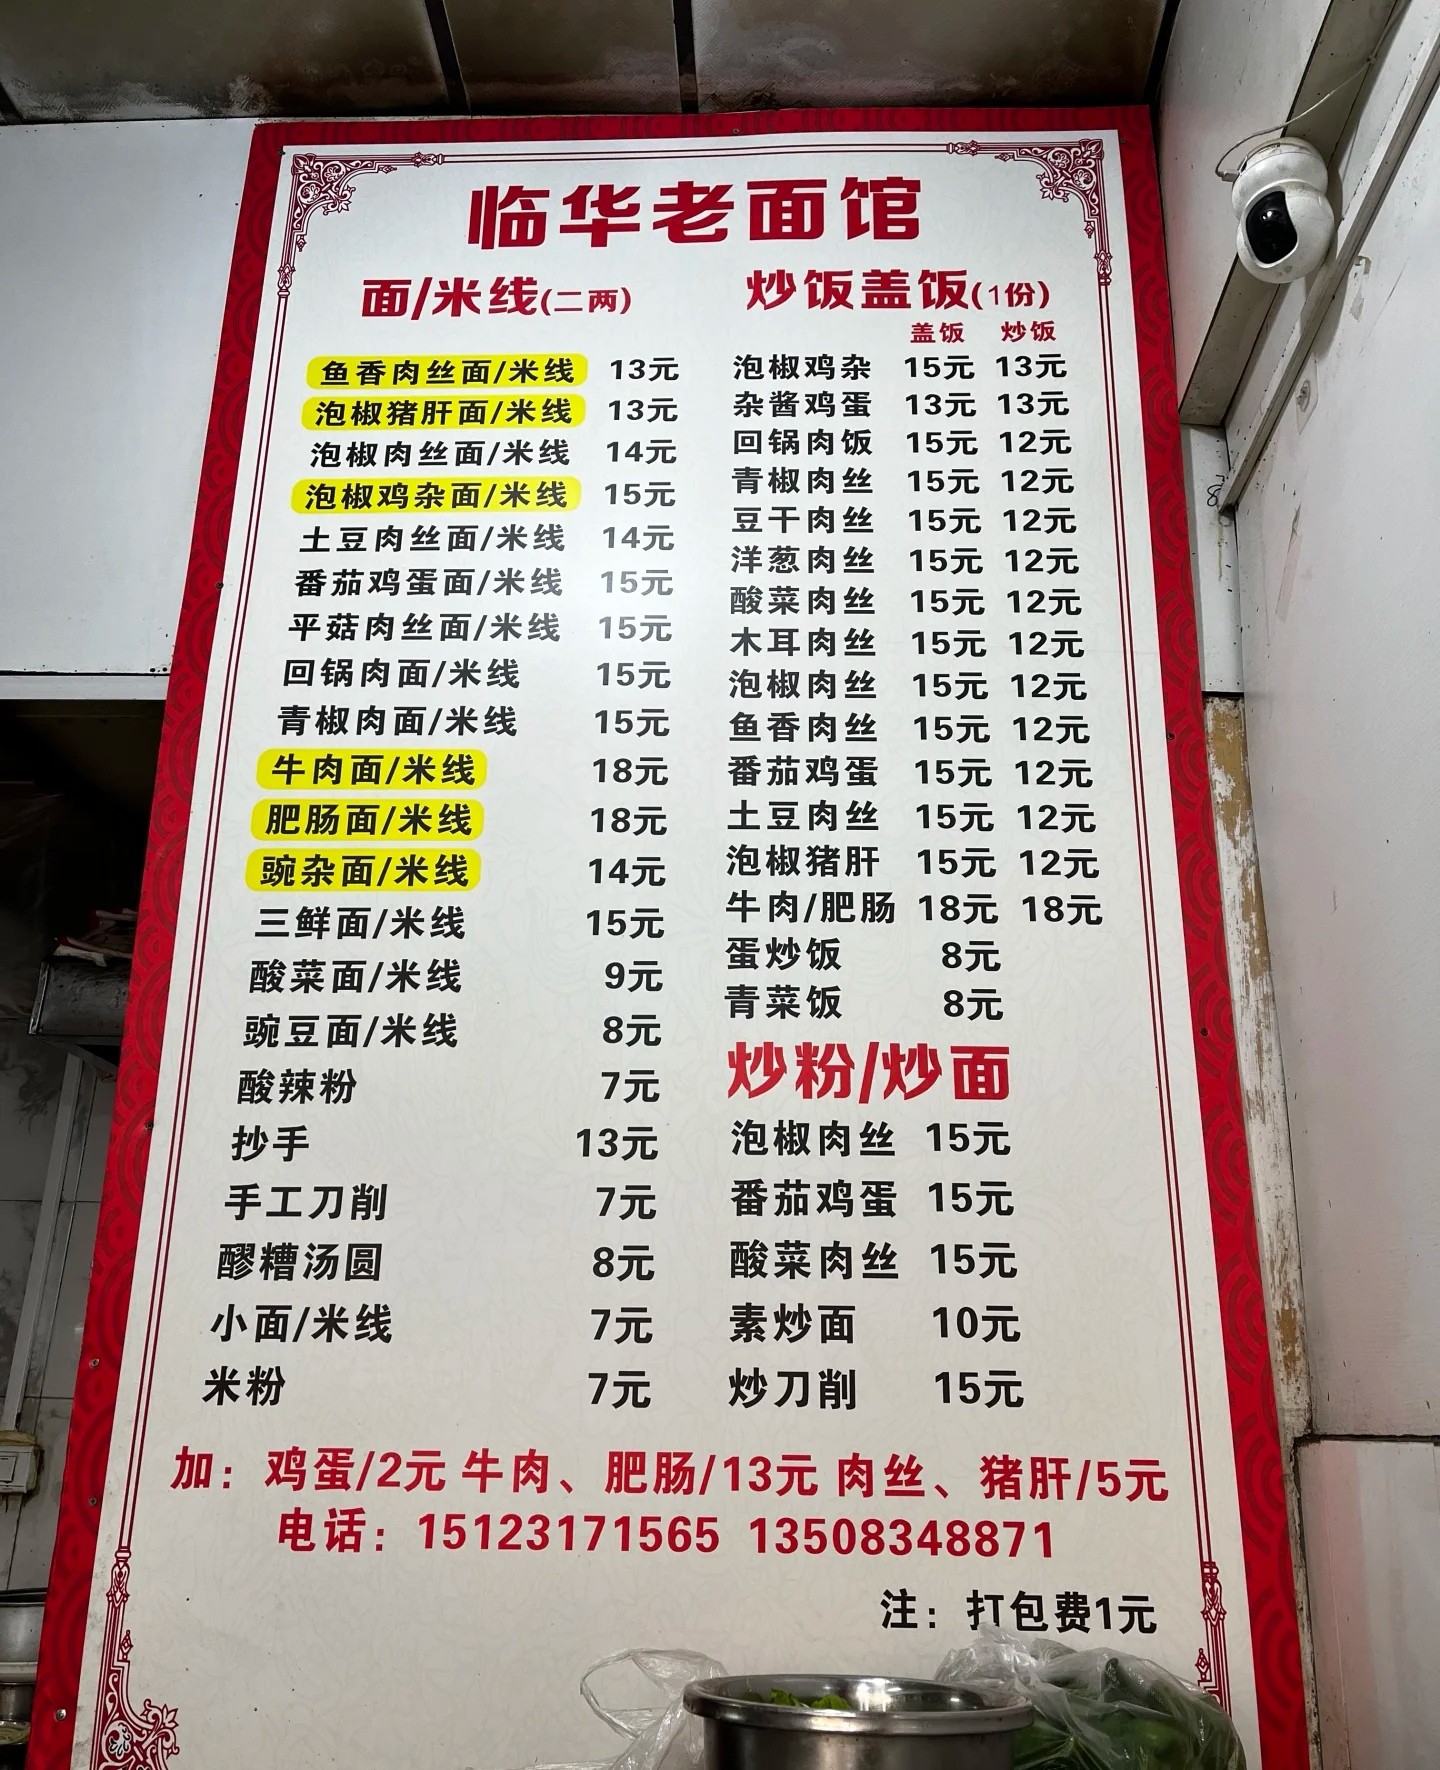 临华老面馆
面/米线(二两)
鱼香肉丝面/米线 13元
泡椒猪肝面/米线 13元
泡椒肉丝面/米线 14元
泡椒鸡杂面/米线 15元
土豆肉丝面/米线 14元
番茄鸡蛋面/米线 15元
平菇肉丝面/米线 15元
回锅肉面/米线 15元
青椒肉面/米线 15元
牛肉面/米线 18元
肥肠面/米线 18元
豌杂面/米线 14元
三鲜面/米线 15元
酸菜面/米线 9元
豌豆面/米线 8元
酸辣粉 7元
抄手 13元
手工刀削 7元
醪糟汤圆 8元
小面/米线 7元
米粉 7元
炒饭盖饭(1份)
盖饭 炒饭
泡椒鸡杂 15元 13元
杂酱鸡蛋 13元 13元
回锅肉饭 15元 12元
青椒肉丝 15元 12元
豆干肉丝 15元 12元
洋葱肉丝 15元 12元
酸菜肉丝 15元 12元
木耳肉丝 15元 12元
泡椒肉丝 15元 12元
鱼香肉丝 15元 12元
番茄鸡蛋 15元 12元
土豆肉丝 15元 12元
泡椒猪肝 15元 12元
牛肉/肥肠 18元 18元
蛋炒饭 8元
青菜饭 8元
炒粉/炒面
泡椒肉丝 15元
番茄鸡蛋 15元
酸菜肉丝 15元
素炒面 10元
炒刀削 15元
加：鸡蛋/2元 牛肉、肥肠/13元 肉丝、猪肝/5元
电话：15123171565 13508348871
注：打包费1元